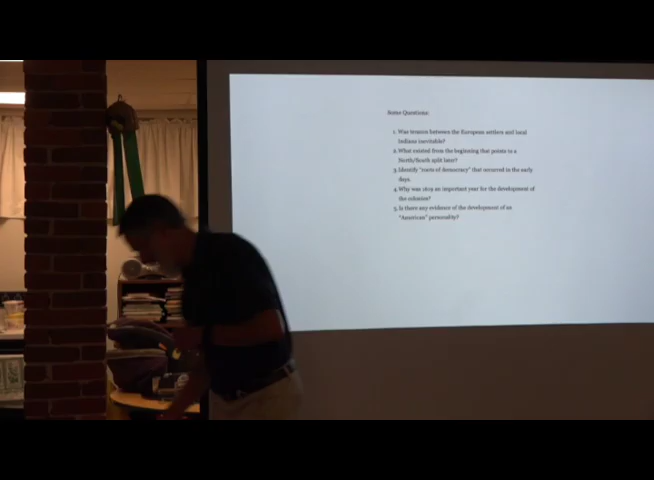 Some Questions:
1. Was tension between the European settlers and local
Indians inevitable?
2. What existed from the beginning that points to a
North/South split later?
3. Identify "roots of democracy" that occurred in the early
days.
4. Why was 1619 an important year for the development of
the colonies?
5. Is there any evidence of the development of an
"American" personality?